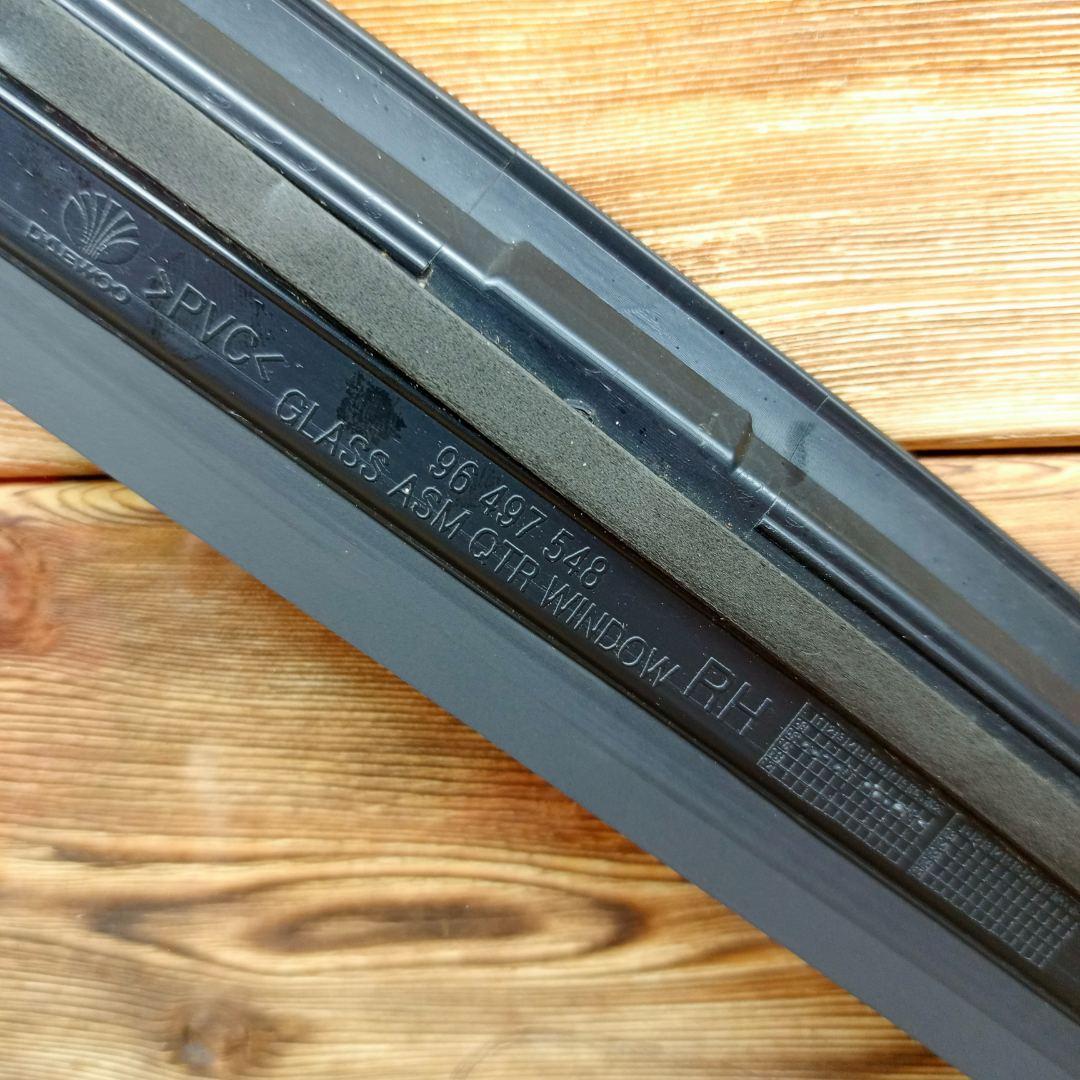 DAEWOO
>PVC<
96 497 548
GLASS ASM-QTR-WINDOW RH